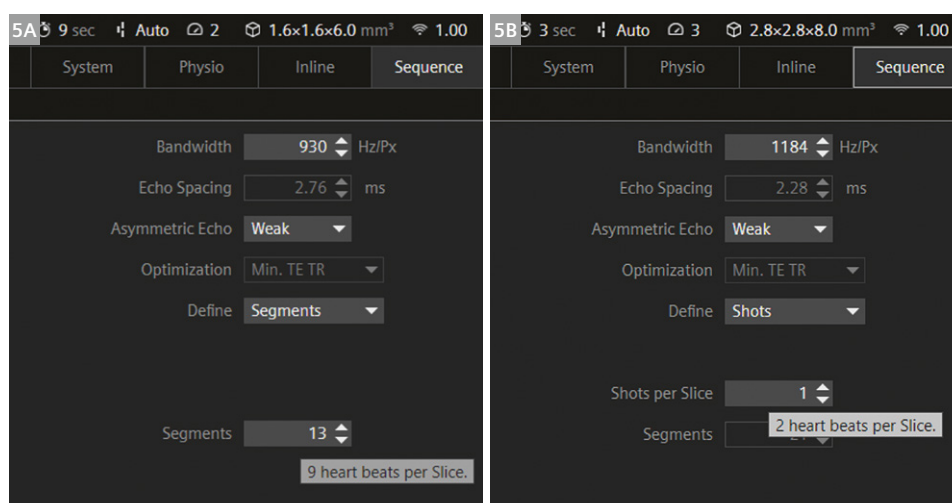 5A 9 sec Auto 2 1.6×1.6×6.0 mm³ 1.00
System Physio Inline Sequence
Bandwidth 930 Hz/Px
Echo Spacing 2.76 ms
Asymmetric Echo Weak
Optimization Min. TE TR
Define Segments
Segments 13
9 heart beats per Slice.
5B 3 sec Auto 3 2.8×2.8×8.0 mm³ 1.00
System Physio Inline Sequence
Bandwidth 1184 Hz/Px
Echo Spacing 2.28 ms
Asymmetric Echo Weak
Optimization Min. TE TR
Define Shots
Shots per Slice 1
2 heart beats per Slice.
Segments